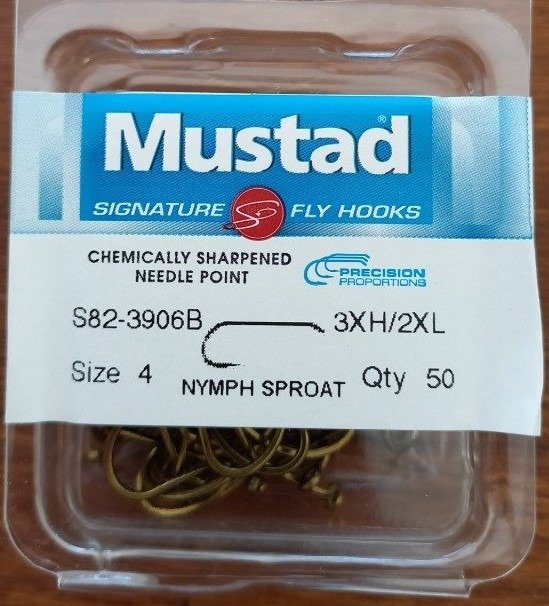 Mustad®
SIGNATURE S FLY HOOKS
CHEMICALLY SHARPENED
NEEDLE POINT
PRECISION
PROPORTIONS
S82-3906B 3XH/2XL
Size 4 NYMPH SPROAT Qty 50